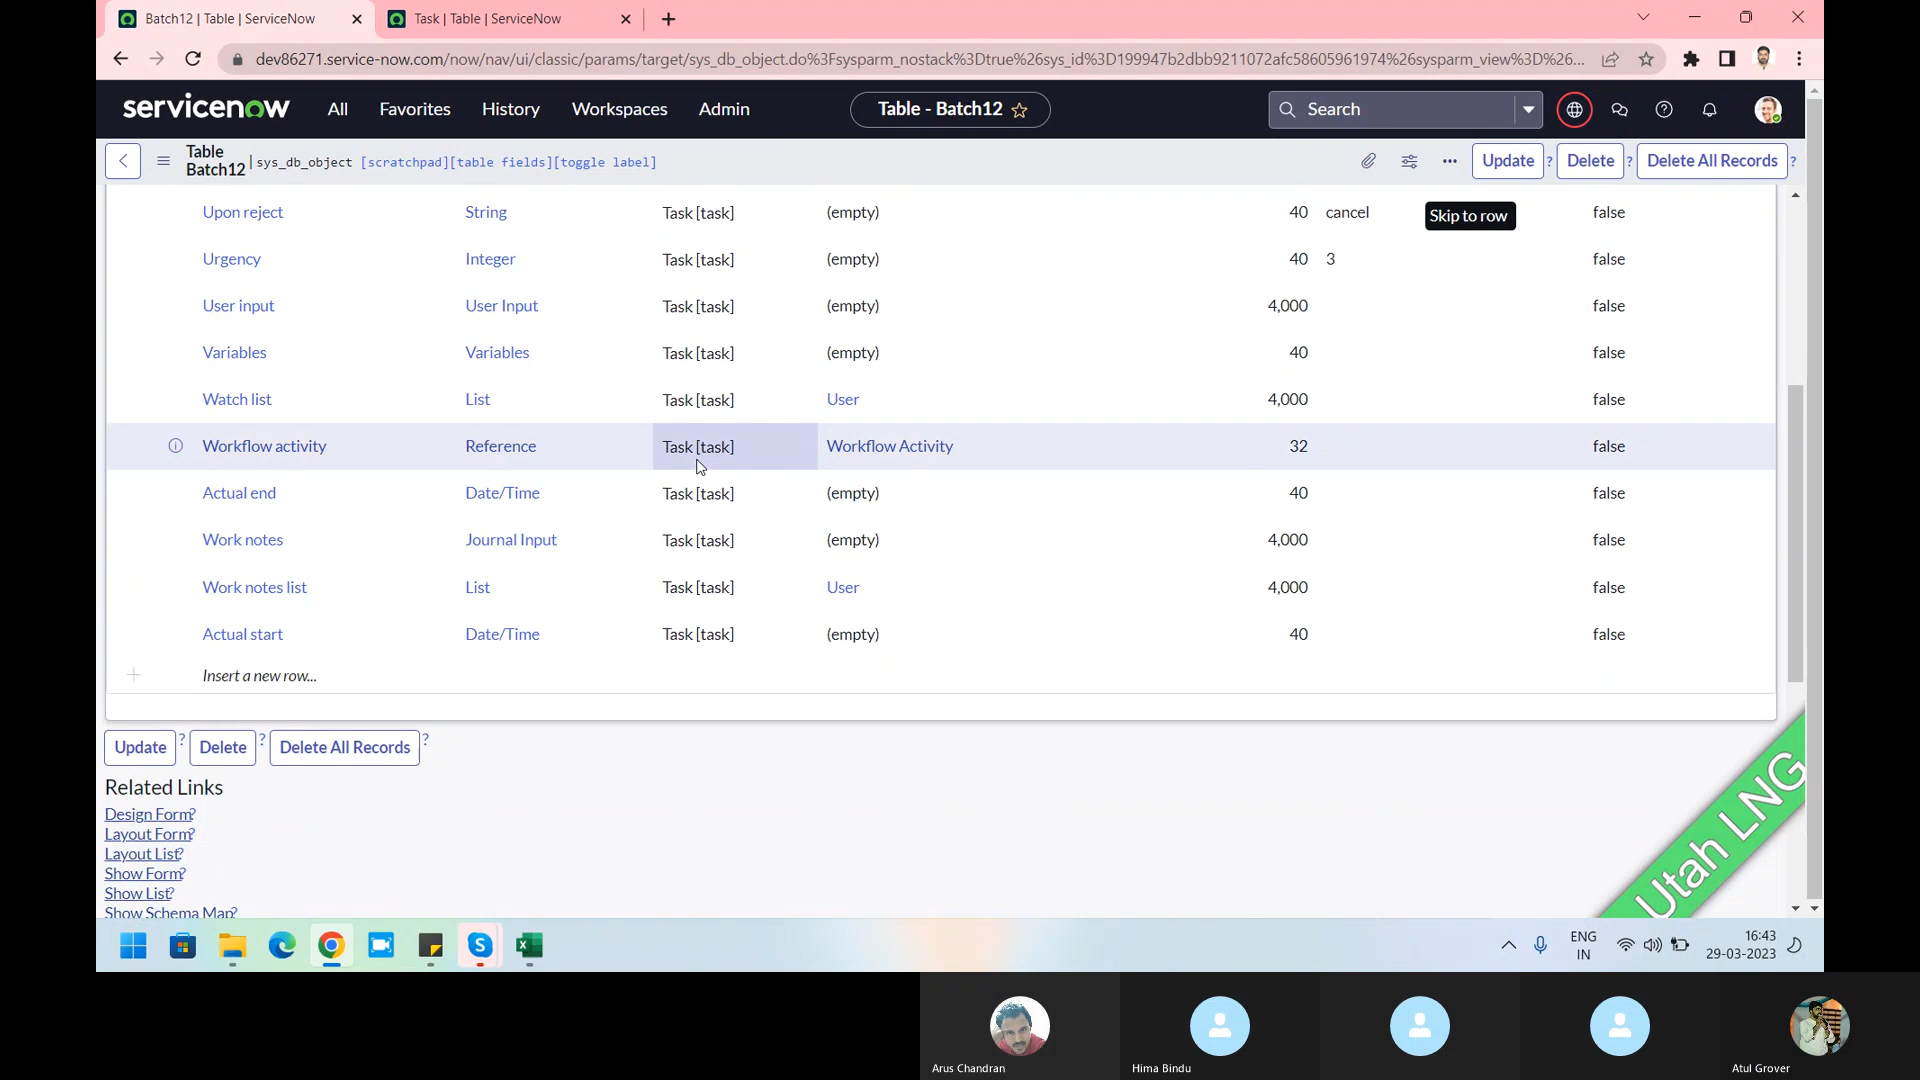 Batch12 | Table | ServiceNow
Task | Table | ServiceNow
dev86271.service-now.com/now/nav/ui/classic/params/target/sys_db_object.do%3Fsysparm_nostack%3Dtrue%26sys_id%3D199947b2dbb9211072afc58605961974%26sysparm_view%3D%26...
servicenow All Favorites History Workspaces Admin Table - Batch12 Search
Table
Batch12 | sys_db_object [scratchpad][table fields][toggle label] Update ? Delete ? Delete All Records ?
Upon reject String Task [task] (empty) 40 cancel Skip to row false
Urgency Integer Task [task] (empty) 40 3 false
User input User Input Task [task] (empty) 4,000 false
Variables Variables Task [task] (empty) 40 false
Watch list List Task [task] User 4,000 false
Workflow activity Reference Task [task] Workflow Activity 32 false
Actual end Date/Time Task [task] (empty) 40 false
Work notes Journal Input Task [task] (empty) 4,000 false
Work notes list List Task [task] User 4,000 false
Actual start Date/Time Task [task] (empty) 40 false
Insert a new row...
Update ? Delete ? Delete All Records ?
Related Links
Design Form?
Layout Form?
Layout List?
Show Form?
Show List?
Show Schema Map?
Utah LNG
ENG
IN
16:43
29-03-2023
Arus Chandran
Hima Bindu
Atul Grover